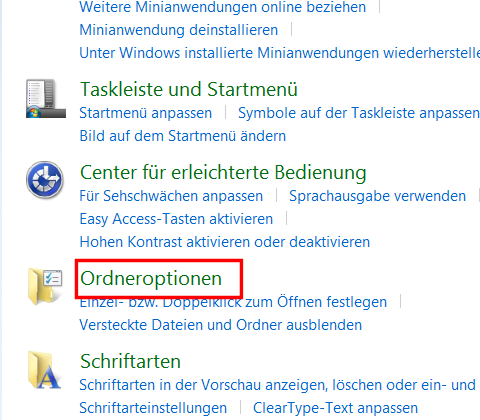 Weitere Minianwendungen online beziehen
Minianwendung deinstallieren
Unter Windows installierte Minianwendungen wiederherstelle
Taskleiste und Startmenü
Startmenü anpassen | Symbole auf der Taskleiste anpassen
Bild auf dem Startmenü ändern
Center für erleichterte Bedienung
Für Sehschwächen anpassen | Sprachausgabe verwenden |
Easy Access-Tasten aktivieren |
Hohen Kontrast aktivieren oder deaktivieren
Ordneroptionen
Einzel- bzw. Doppelklick zum Öffnen festlegen |
Versteckte Dateien und Ordner ausblenden
Schriftarten
Schriftarten in der Vorschau anzeigen, löschen oder ein- und
Schriftarteinstellungen | ClearType-Text anpassen